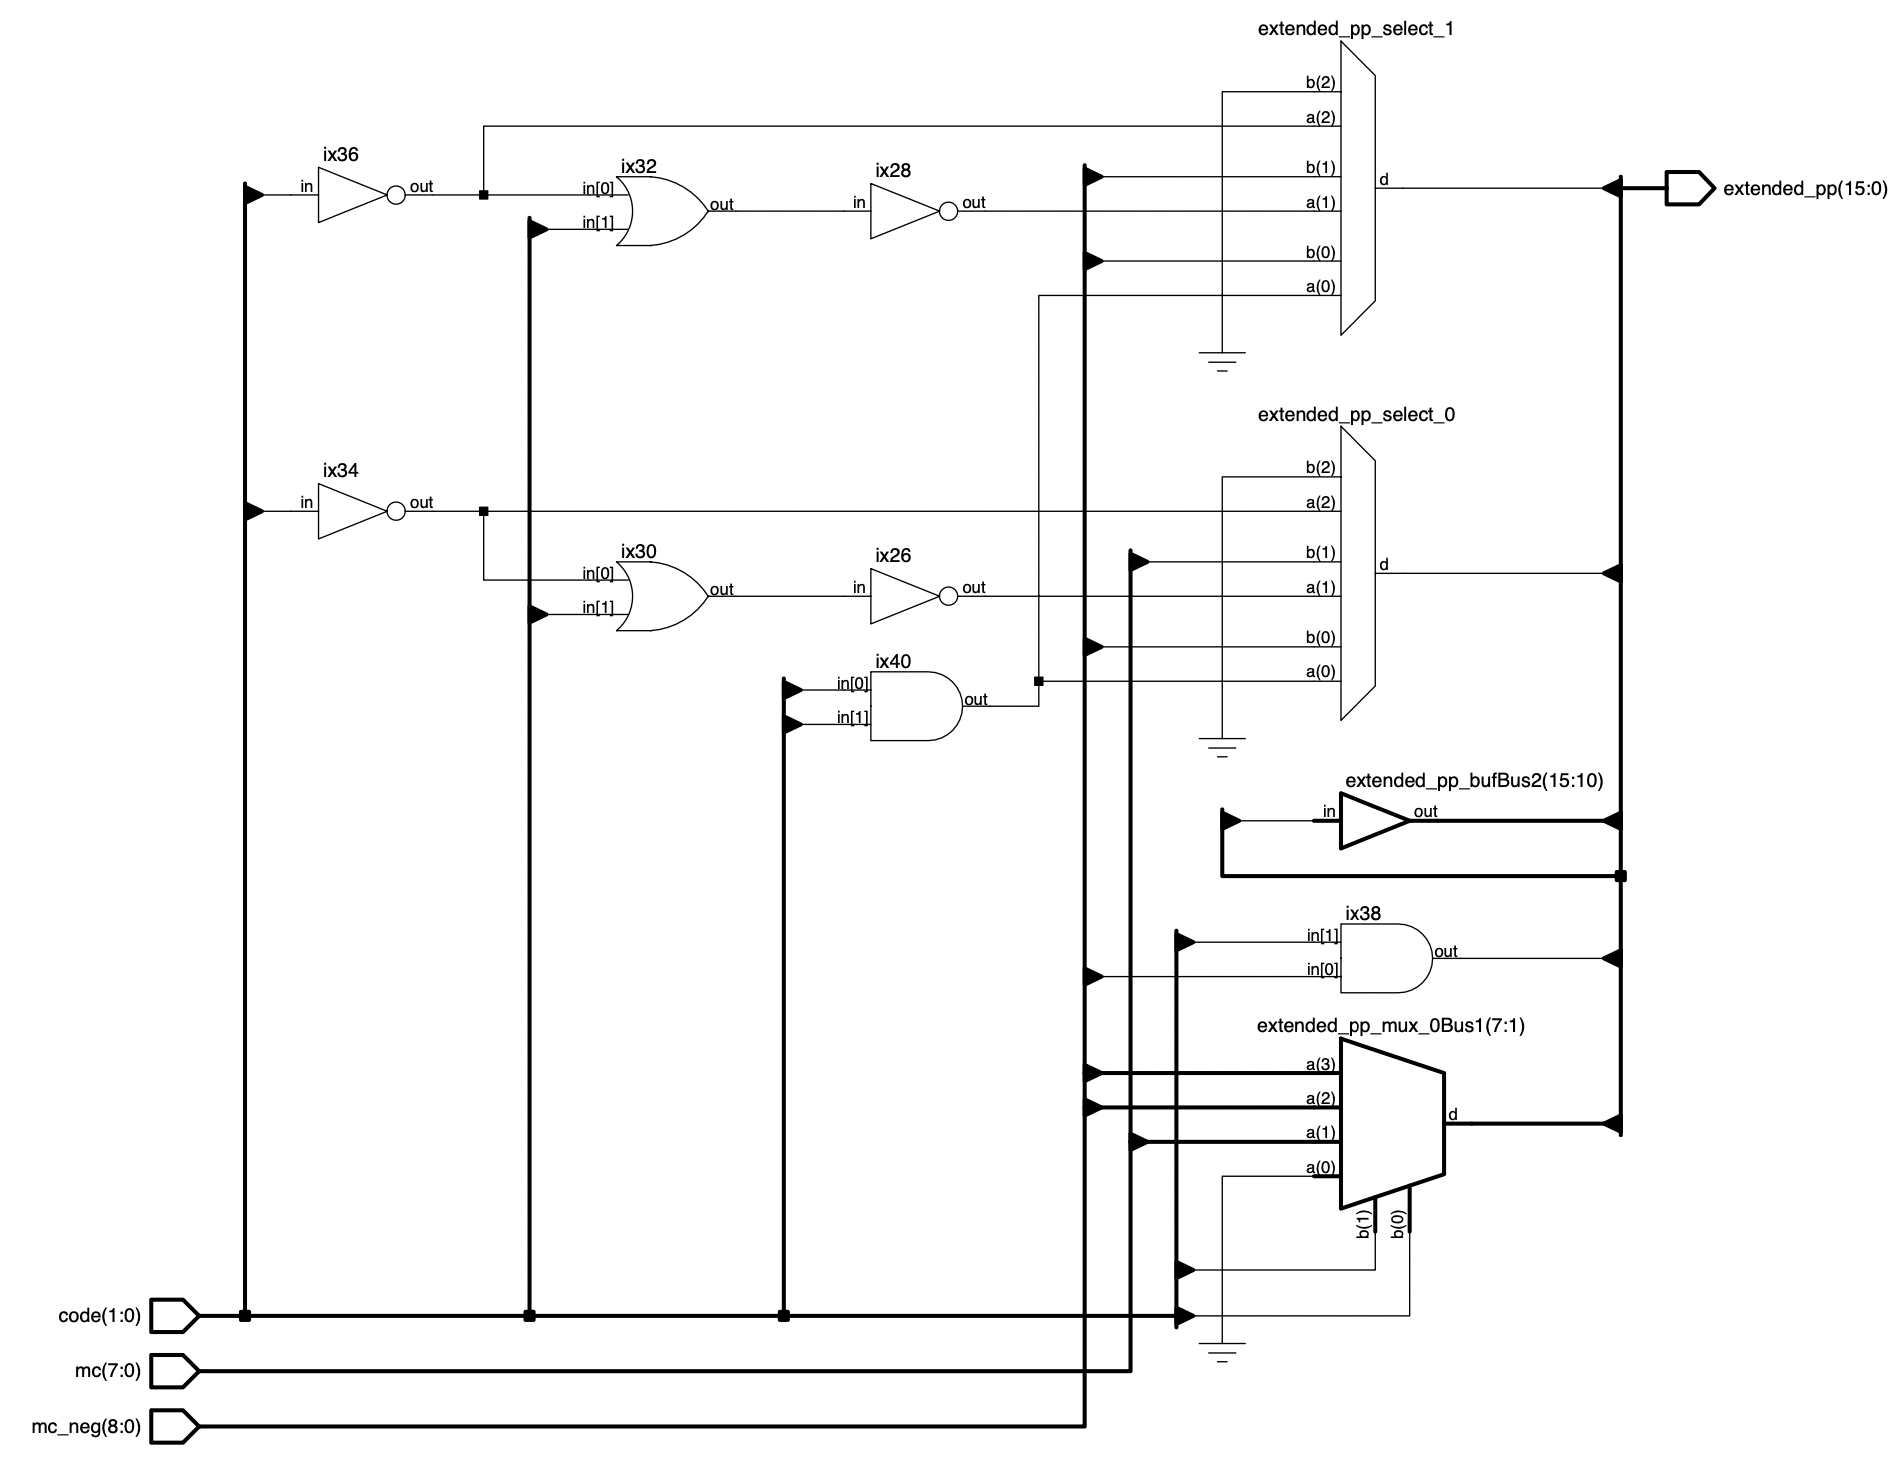 extended_pp_select_1
b(2)
a(2)
ix36
in
out
ix32
in[0]
in[1]
out
ix28
in
out
b(1)
a(1)
b(0)
a(0)
d
extended_pp(15:0)
extended_pp_select_0
b(2)
a(2)
ix34
in
out
ix30
in[0]
in[1]
out
ix26
in
out
b(1)
a(1)
b(0)
a(0)
d
ix40
in[0]
in[1]
out
extended_pp_bufBus2(15:10)
in
out
ix38
in[1]
in[0]
out
extended_pp_mux_0Bus1(7:1)
a(3)
a(2)
a(1)
a(0)
d
b(1)
b(0)
code(1:0)
mc(7:0)
mc_neg(8:0)